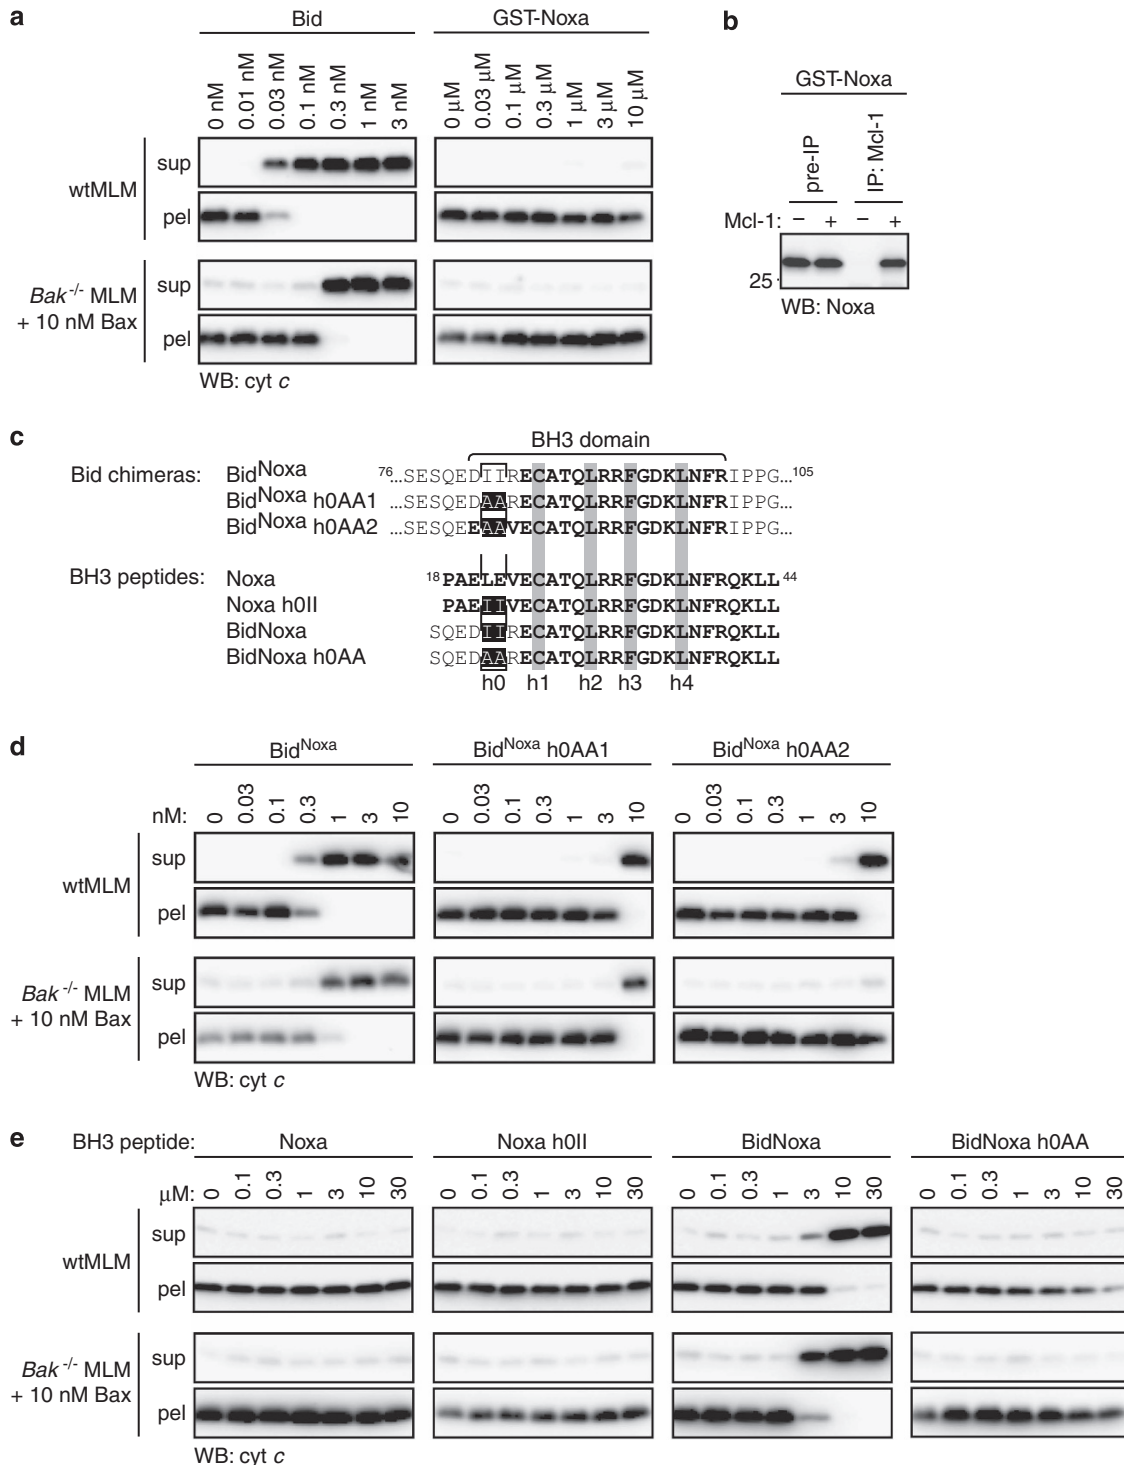 a
Bid
GST-Noxa
0 nM 0.01 nM 0.03 nM 0.1 nM 0.3 nM 1 nM 3 nM
0 μM 0.03 μM 0.1 μM 0.3 μM 1 μM 3 μM 10 μM
wtMLM
sup
pel
Bak-/- MLM
+ 10 nM Bax
sup
pel
WB: cyt c
b
GST-Noxa
pre-IP
IP: Mcl-1
Mcl-1: − + − +
25
WB: Noxa
c
BH3 domain
Bid chimeras: BidNoxa 76...SESQEDIIRECATQLRRFGDKLNFRIPPG...105
BidNoxa h0AA1 ...SESQEDAARECATQLRRFGDKLNFRIPPG...
BidNoxa h0AA2 ...SESQEEAAVECATQLRRFGDKLNFRIPPG...
BH3 peptides: Noxa 18 PAELEVECATQLRRFGDKLNFRQKLL 44
Noxa h0II PAEIIVECATQLRRFGDKLNFRQKLL
BidNoxa SQEDIIRECATQLRRFGDKLNFRQKLL
BidNoxa h0AA SQEDAARECATQLRRFGDKLNFRQKLL
h0 h1 h2 h3 h4
d
BidNoxa
BidNoxa h0AA1
BidNoxa h0AA2
nM: 0 0.03 0.1 0.3 1 3 10
0 0.03 0.1 0.3 1 3 10
0 0.03 0.1 0.3 1 3 10
wtMLM
sup
pel
Bak-/- MLM
+ 10 nM Bax
sup
pel
WB: cyt c
e
BH3 peptide: Noxa
Noxa h0II
BidNoxa
BidNoxa h0AA
μM: 0 0.1 0.3 1 3 10 30
0 0.1 0.3 1 3 10 30
0 0.1 0.3 1 3 10 30
0 0.1 0.3 1 3 10 30
wtMLM
sup
pel
Bak-/- MLM
+ 10 nM Bax
sup
pel
WB: cyt c